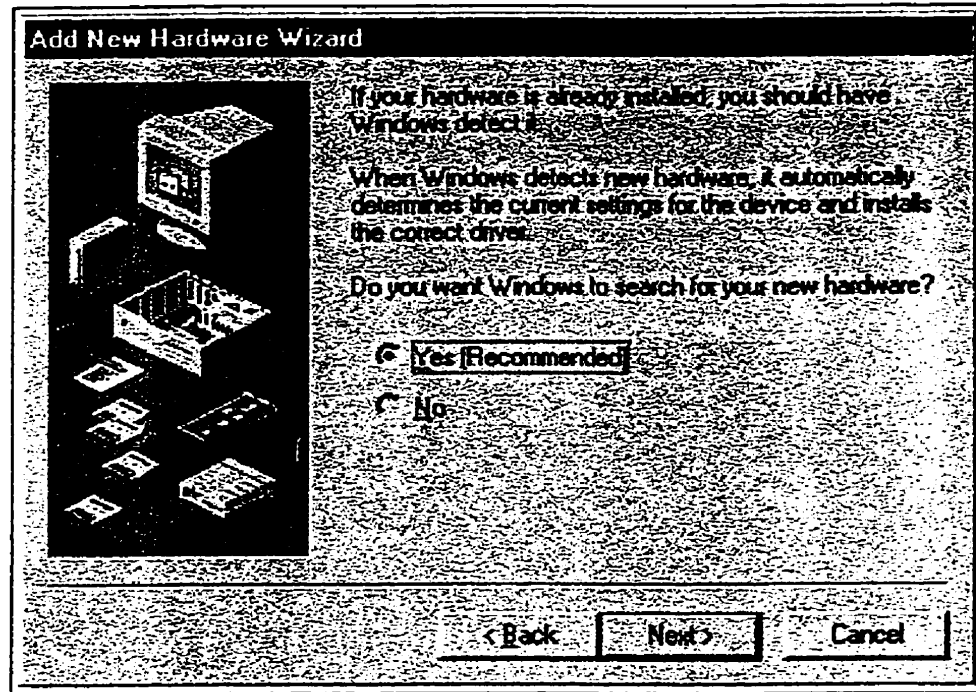 Add New Hardware Wizard
If your hardware is already installed, you should have
Windows detect it.
When Windows detects new hardware, it automatically
determines the current settings for the device and installs
the correct driver.
Do you want Windows to search for your new hardware?
Yes (Recommended)
No
< Back
Next >
Cancel